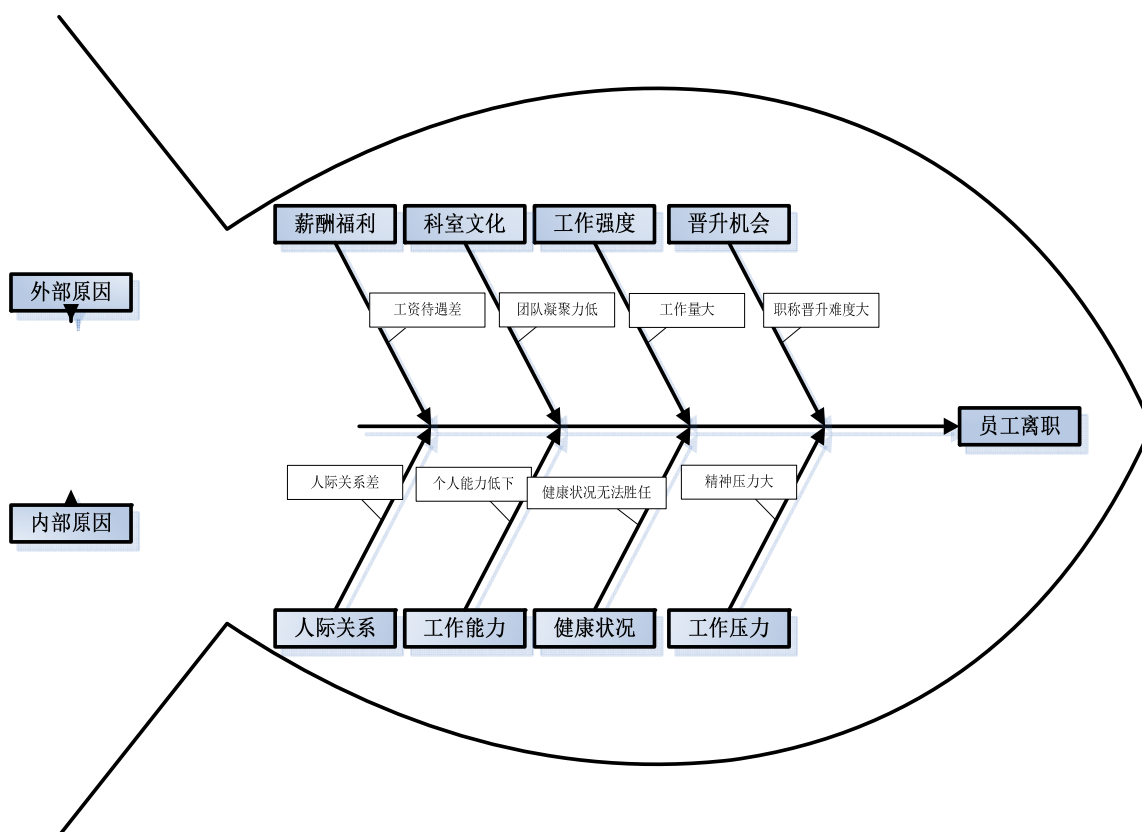 薪酬福利
科室文化
工作强度
晋升机会
外部原因
工资待遇差
团队凝聚力低
工作量大
职称晋升难度大
员工离职
人际关系差
个人能力低下
健康状况无法胜任
精神压力大
内部原因
人际关系
工作能力
健康状况
工作压力